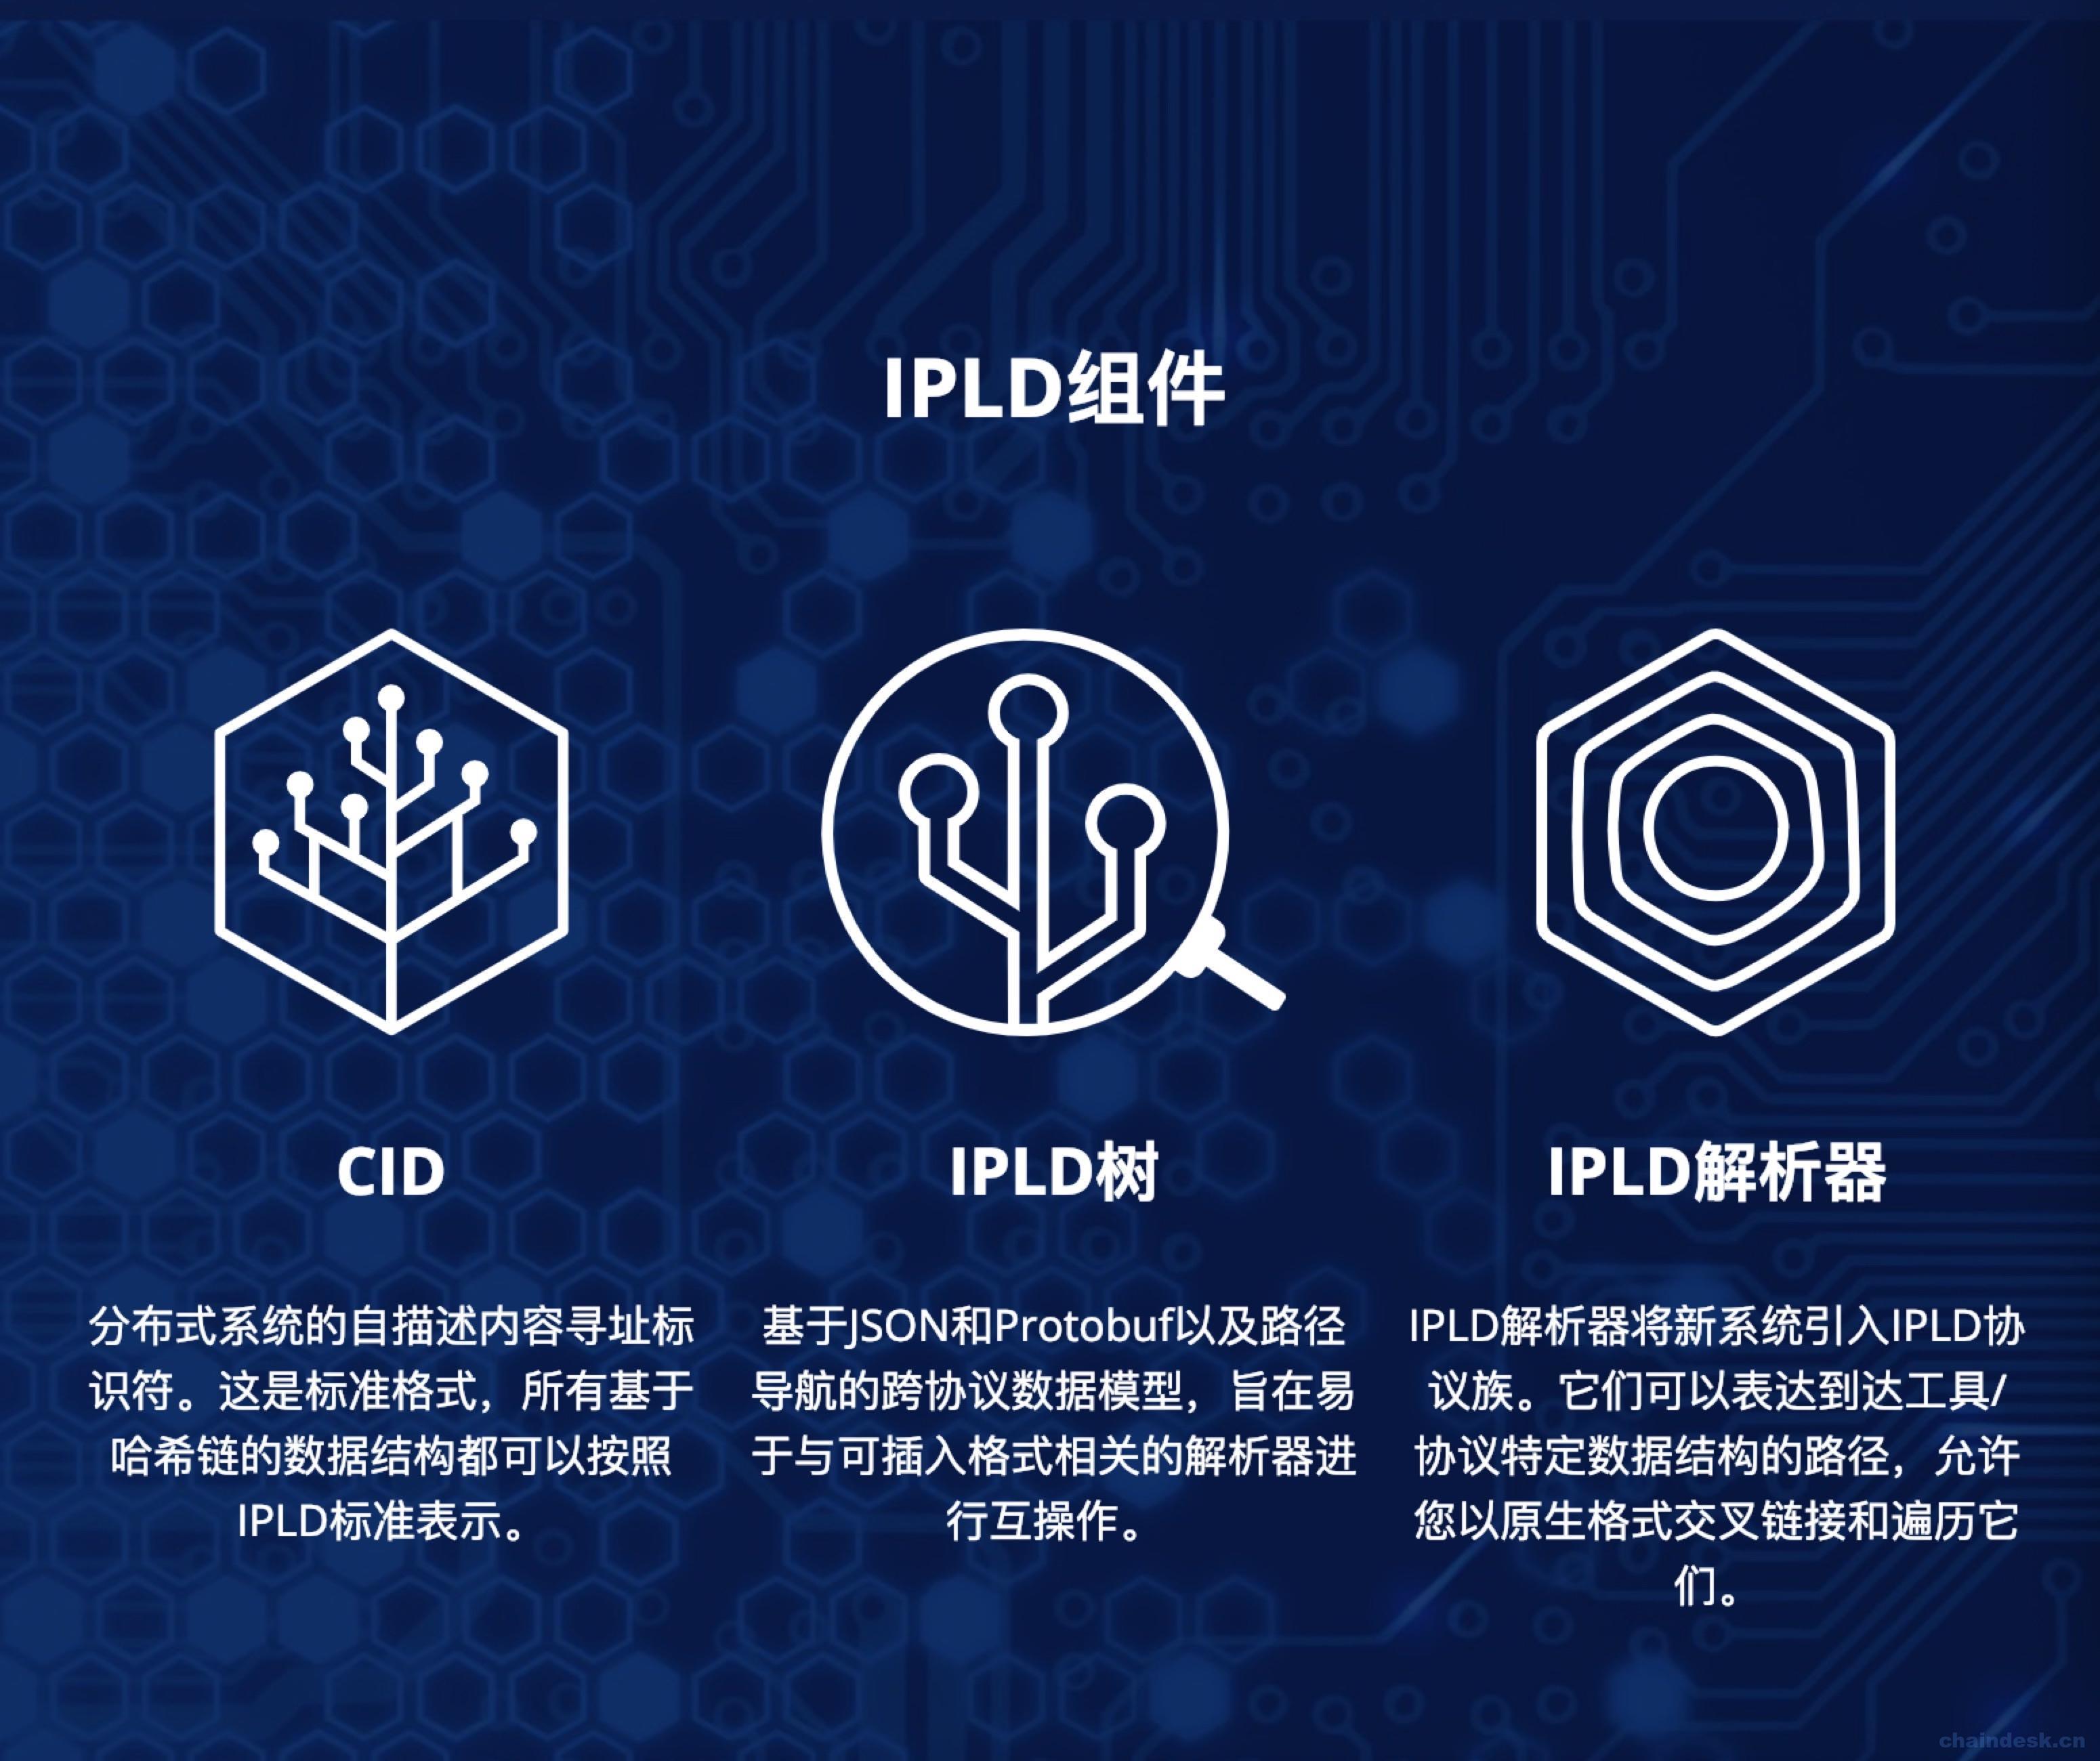 IPLD组件
CID
分布式系统的自描述内容寻址标
识符。这是标准格式，所有基于
哈希链的数据结构都可以按照
IPLD标准表示。
IPLD树
基于JSON和Protobuf以及路径
导航的跨协议数据模型，旨在易
于与可插入格式相关的解析器进
行互操作。
IPLD解析器
IPLD解析器将新系统引入IPLD协
议族。它们可以表达到达工具/
协议特定数据结构的路径，允许
您以原生格式交叉链接和遍历它
们。
chaindesk.cn